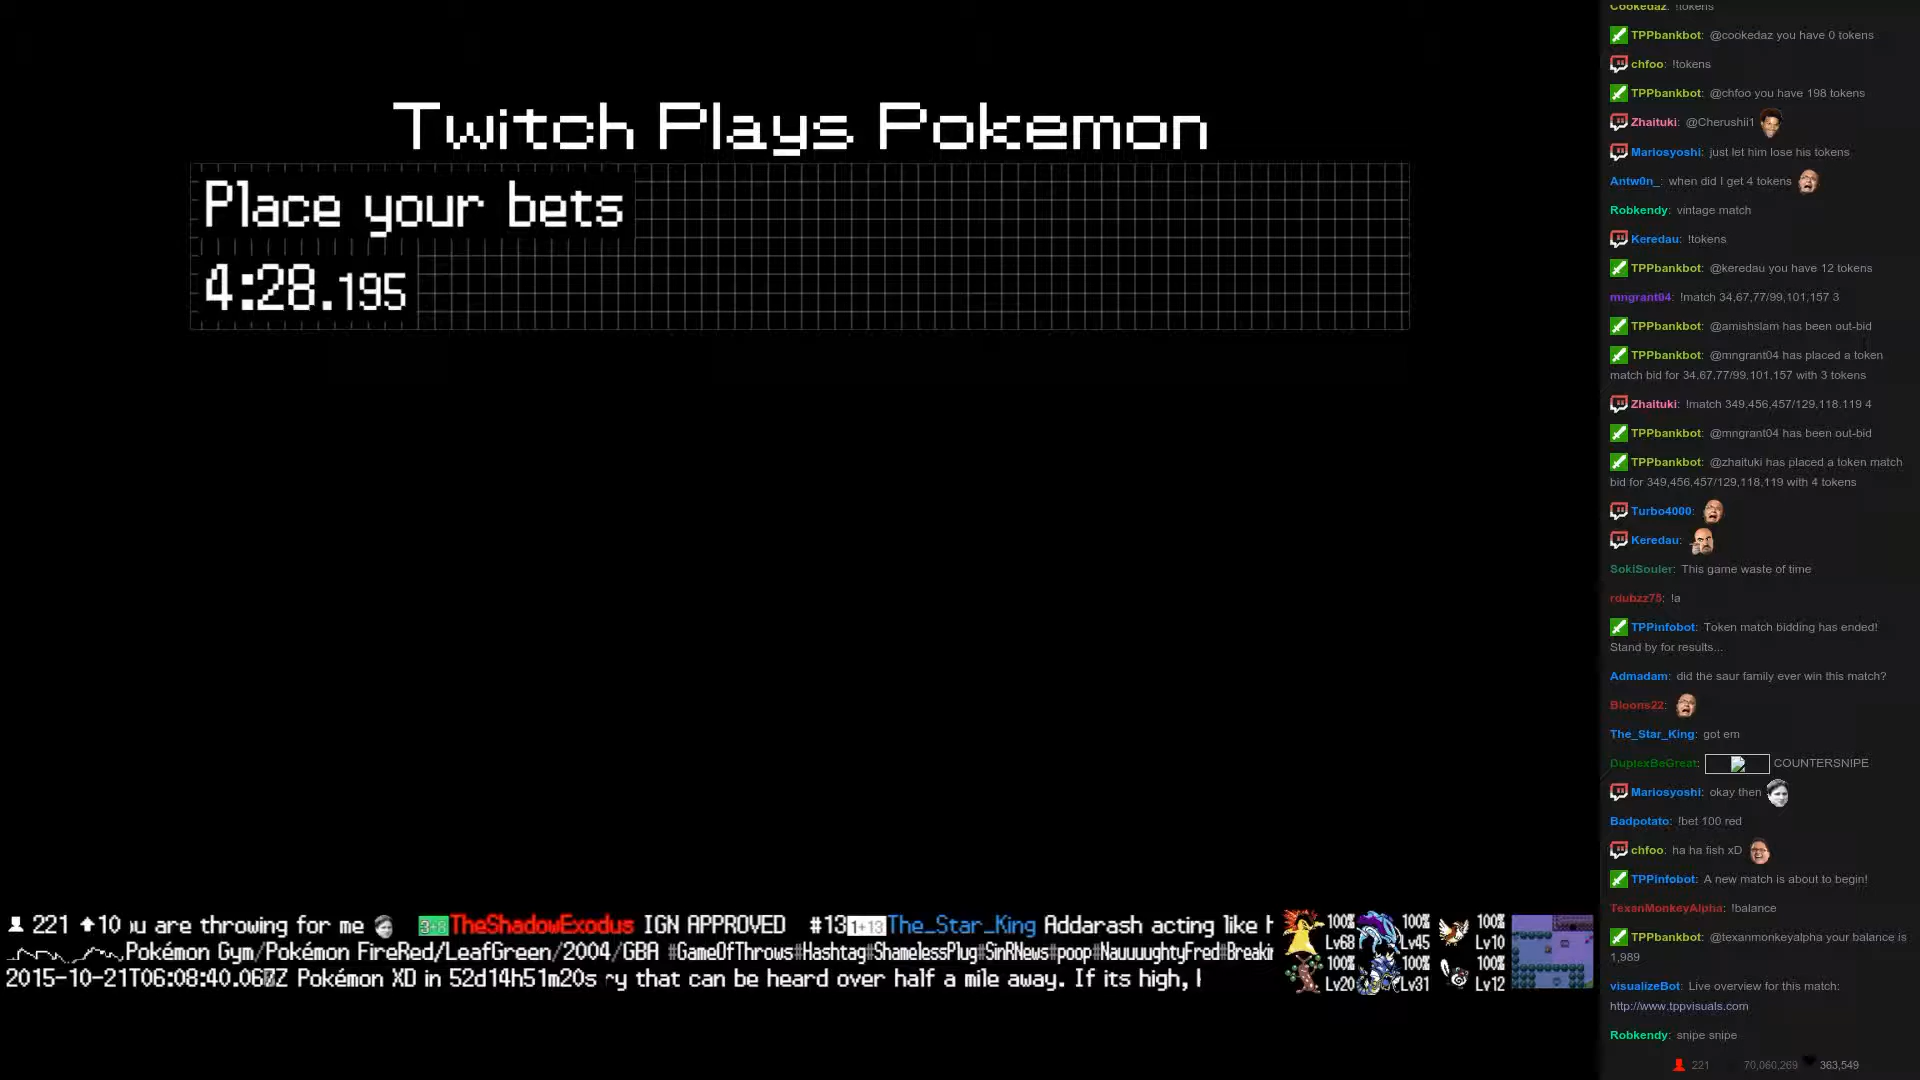 Twitch Plays Pokemon
Place your bets
4:28.195
221 10 ou are throwing for me 3+8 TheShadowExodus IGN APPROVED #13 1+13 The_Star_King Addarash acting like h
Pokémon Gym/Pokémon FireRed/LeafGreen/2004/GBA #GameOfThrows#Hashtag#ShamelessPlug#SinRNews#poop#NauuuughtyFred#Breakin
Pokémon XD in 52d14h51m20s ry that can be heard over half a mile away. If its high,
100% Lv68 100% Lv45 100% Lv10
100% Lv20 100% Lv31 100% Lv12
Cookedaz: !tokens
TPPbankbot: @cookedaz you have 0 tokens
chfoo: !tokens
TPPbankbot: @chfoo you have 198 tokens
Zhaituki: @Cherushii1
Mariosyoshi: just let him lose his tokens
Antw0n_: when did I get 4 tokens
Robkendy: vintage match
Keredau: !tokens
TPPbankbot: @keredau you have 12 tokens
mngrant04: !match 34,67,77/99,101,157 3
TPPbankbot: @amishslam has been out-bid
TPPbankbot: @mngrant04 has placed a token
match bid for 34,67,77/99,101,157 with 3 tokens
Zhaituki: !match 349,456,457/129,118,119 4
TPPbankbot: @mngrant04 has been out-bid
TPPbankbot: @zhaituki has placed a token match
bid for 349,456,457/129,118,119 with 4 tokens
Turbo4000:
Keredau:
SokiSouler: This game waste of time
rdubzz75: !a
TPPinfobot: Token match bidding has ended!
Stand by for results...
Admadam: did the saur family ever win this match?
Bloons22:
The_Star_King: got em
DuplexBeGreat: COUNTERSNIPE
Mariosyoshi: okay then
Badpotato: !bet 100 red
chfoo: ha ha fish xD
TPPinfobot: A new match is about to begin!
TexanMonkeyAlpha: !balance
TPPbankbot: @texanmonkeyalpha your balance is
1,989
visualizeBot: Live overview for this match:
http://www.tppvisuals.com
Robkendy: snipe snipe
221 70,060,269 363,549